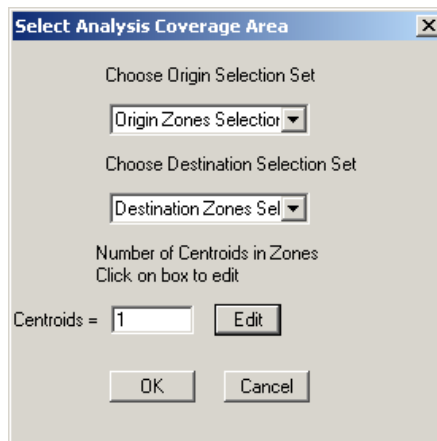 Select Analysis Coverage Area
Choose Origin Selection Set
Origin Zones Selection
Choose Destination Selection Set
Destination Zones Sel
Number of Centroids in Zones
Click on box to edit
Centroids = 1 Edit
OK Cancel